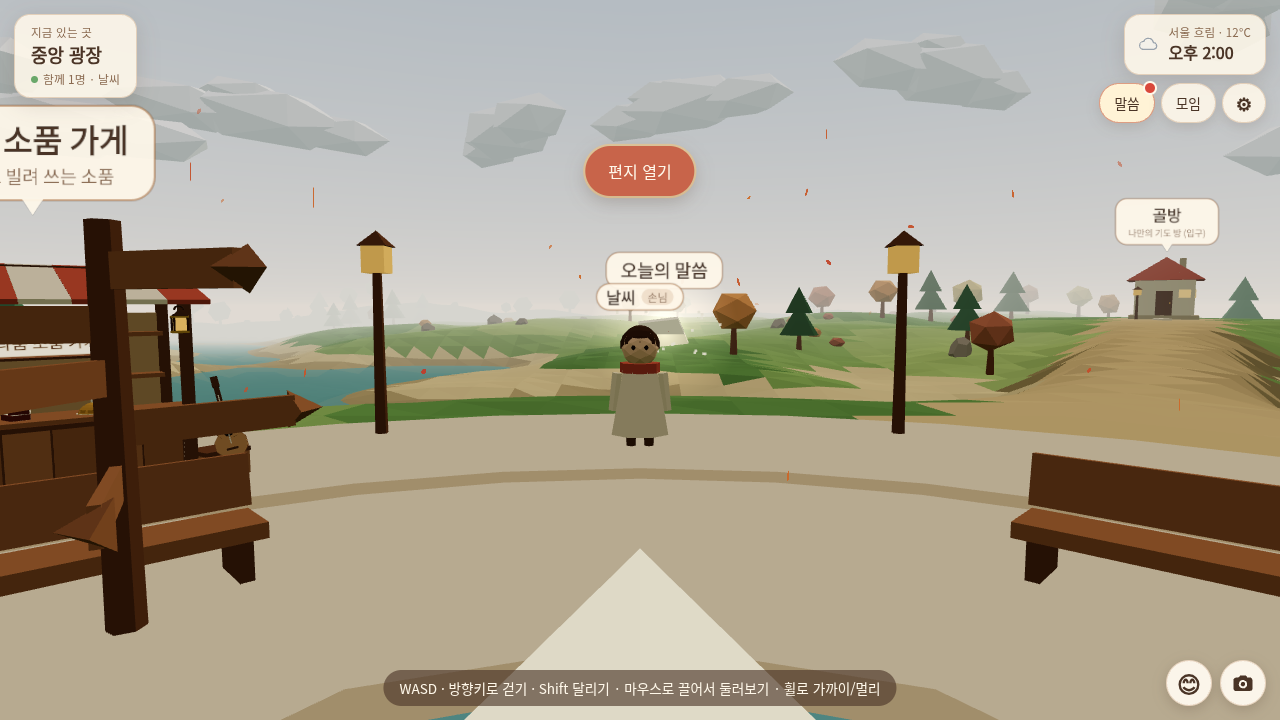 지금 있는 곳
중앙 광장
함께 1명 · 날씨
소품 가게
빌려 쓰는 소품
서울 흐림 · 12°C
오후 2:00
말씀
모임
편지 열기
골방
나만의 기도 방 (입구)
오늘의 말씀
날씨 손님
WASD · 방향키로 걷기 · Shift 달리기 · 마우스로 끌어서 둘러보기 · 휠로 가까이/멀리